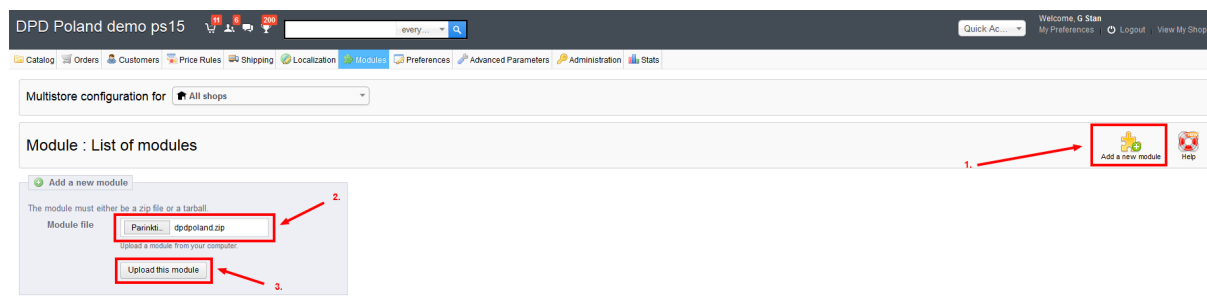 DPD Poland demo ps15 11 6 200 every... Quick Ac... Welcome, G Stan
My Preferences Logout View My Shop
Catalog Orders Customers Price Rules Shipping Localization Modules Preferences Advanced Parameters Administration Stats
Multistore configuration for All shops
Module : List of modules
1.
Add a new module Help
Add a new module
2.
The module must either be a zip file or a tarball.
Module file Parinkti... dpdpoland.zip
Upload a module from your computer.
Upload this module
3.